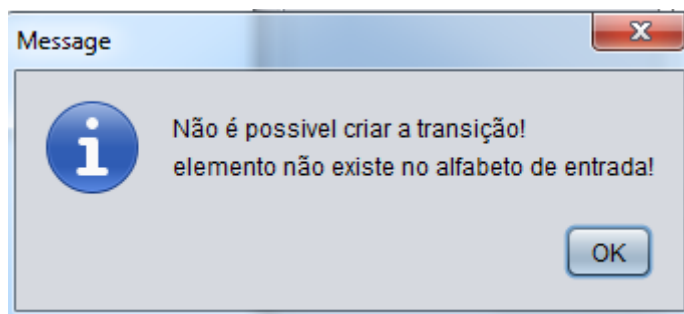 Message
Não é possivel criar a transição!
elemento não existe no alfabeto de entrada!
OK